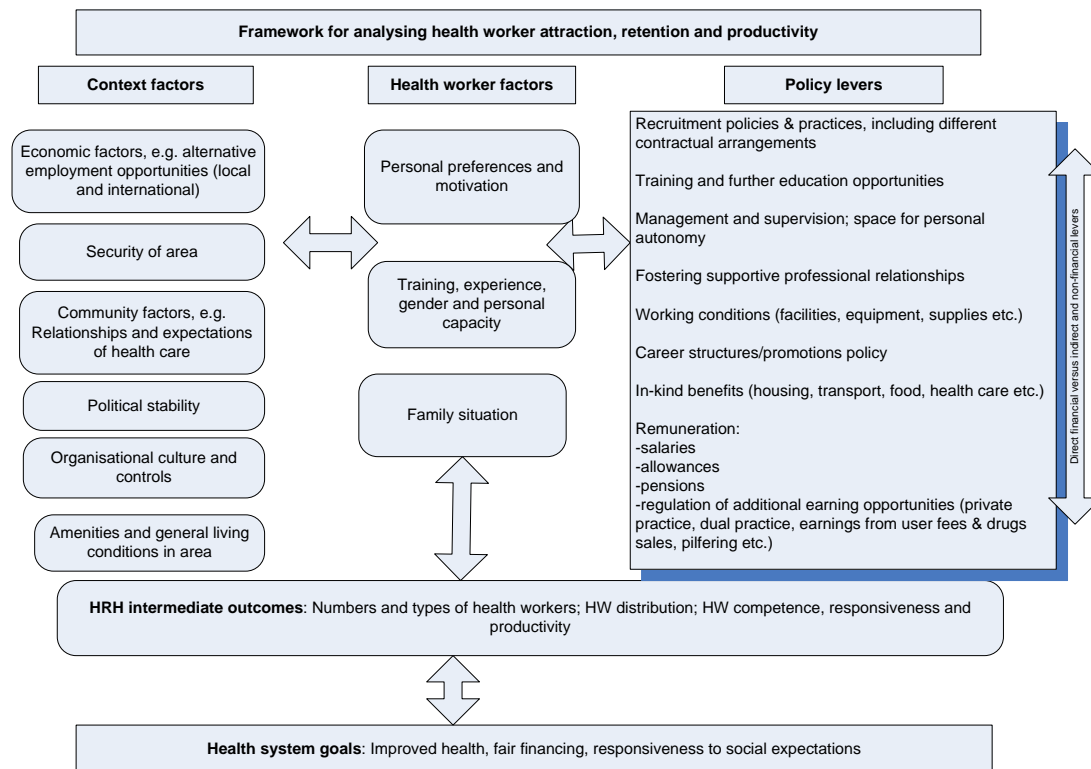 Framework for analysing health worker attraction, retention and productivity
Context factors
Economic factors, e.g. alternative
employment opportunities (local
and international)
Security of area
Community factors, e.g.
Relationships and expectations
of health care
Political stability
Organisational culture and
controls
Amenities and general living
conditions in area
Health worker factors
Personal preferences and
motivation
Training, experience,
gender and personal
capacity
Family situation
Policy levers
Recruitment policies & practices, including different
contractual arrangements
Training and further education opportunities
Management and supervision; space for personal
autonomy
Fostering supportive professional relationships
Working conditions (facilities, equipment, supplies etc.)
Career structures/promotions policy
In-kind benefits (housing, transport, food, health care etc.)
Remuneration:
-salaries
-allowances
-pensions
-regulation of additional earning opportunities (private
practice, dual practice, earnings from user fees & drugs
sales, pilfering etc.)
Direct financial versus indirect and non-financial levers
HRH intermediate outcomes: Numbers and types of health workers; HW distribution; HW competence, responsiveness and
productivity
Health system goals: Improved health, fair financing, responsiveness to social expectations